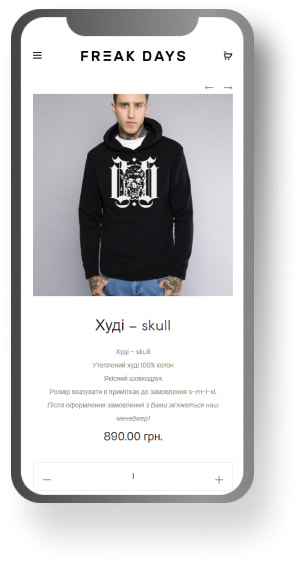 FREAK DAYS
Худі – skull
Худі – skull
Утеплений худі 100% котон
Якісний шовкодрук
Розмір вказувати в примітках до замовлення s-m-l-xl.
Після оформлення замовлення з Вами зв'яжеться наш
менеджер!
890.00 грн.
– 1 +